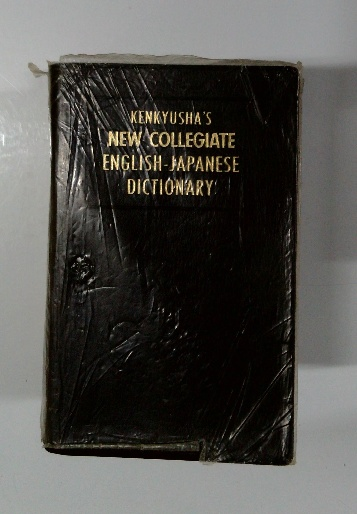 KENKYUSHA'S
NEW COLLEGIATE
ENGLISH-JAPANESE
DICTIONARY